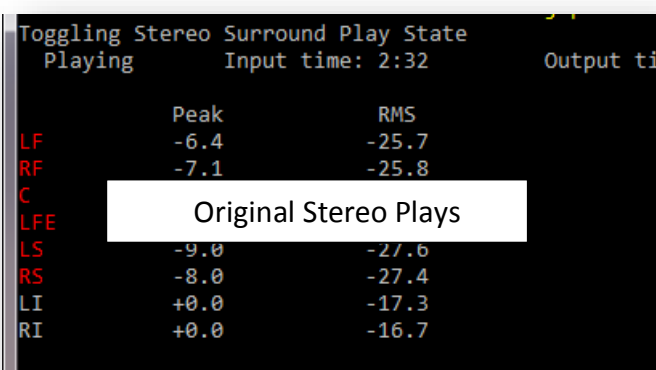 Toggling Stereo Surround Play State
Playing Input time: 2:32 Output ti
Peak RMS
LF -6.4 -25.7
RF -7.1 -25.8
C
Original Stereo Plays
LFE
LS -9.0 -27.6
RS -8.0 -27.4
LI +0.0 -17.3
RI +0.0 -16.7